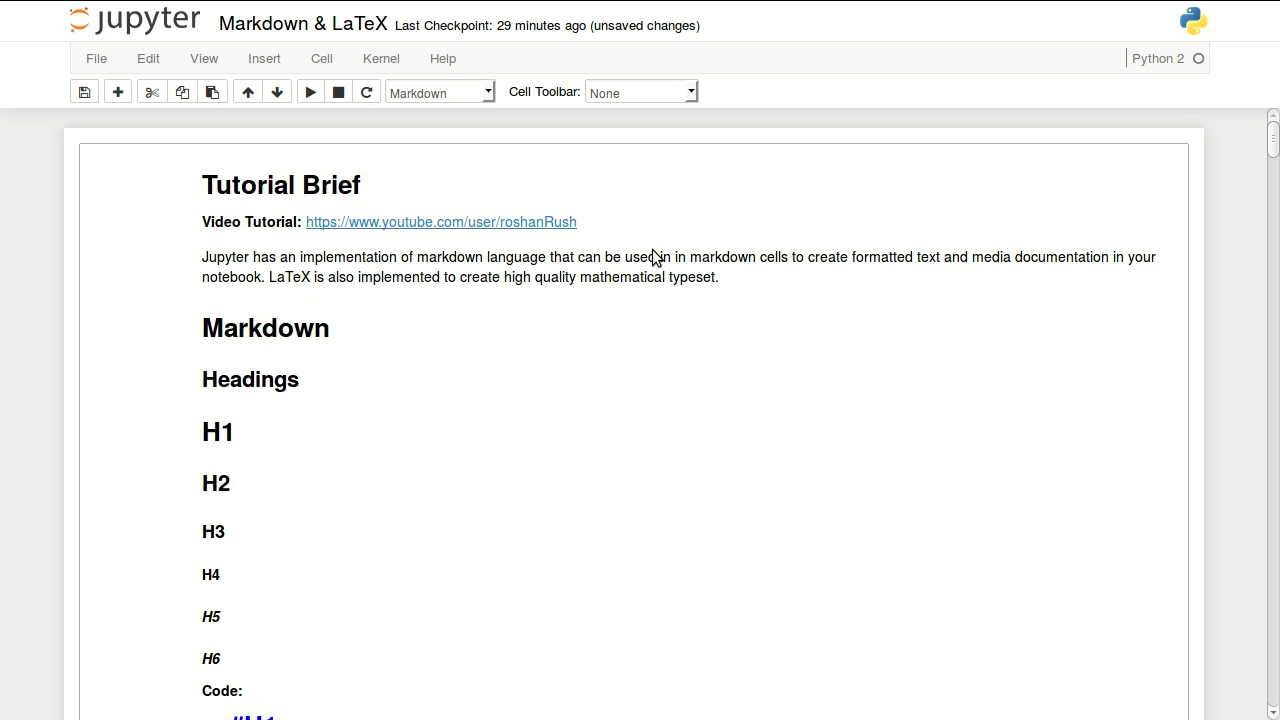 jupyter Markdown & LaTeX Last Checkpoint: 29 minutes ago (unsaved changes)
File Edit View Insert Cell Kernel Help Python 2
Markdown Cell Toolbar: None
Tutorial Brief
Video Tutorial: https://www.youtube.com/user/roshanRush
Jupyter has an implementation of markdown language that can be used in in markdown cells to create formatted text and media documentation in your
notebook. LaTeX is also implemented to create high quality mathematical typeset.
Markdown
Headings
H1
H2
H3
H4
H5
H6
Code:
#H1